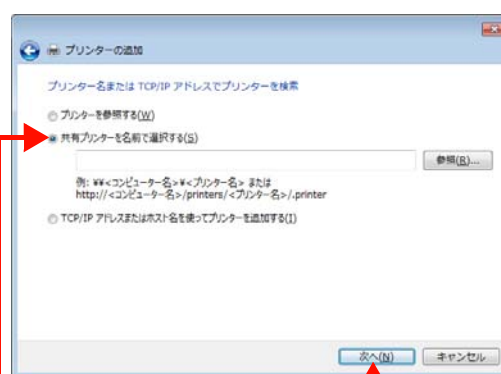 プリンターの追加
プリンター名または TCP/IP アドレスでプリンターを検索
プリンターを参照する(W)
共有プリンターを名前で選択する(S)
参照(R)...
例: ¥¥<コンピューター名>¥<プリンター名> または
http://<コンピューター名>/printers/<プリンター名>/.printer
TCP/IP アドレスまたはホスト名を使ってプリンターを追加する(I)
次へ(N)
キャンセル